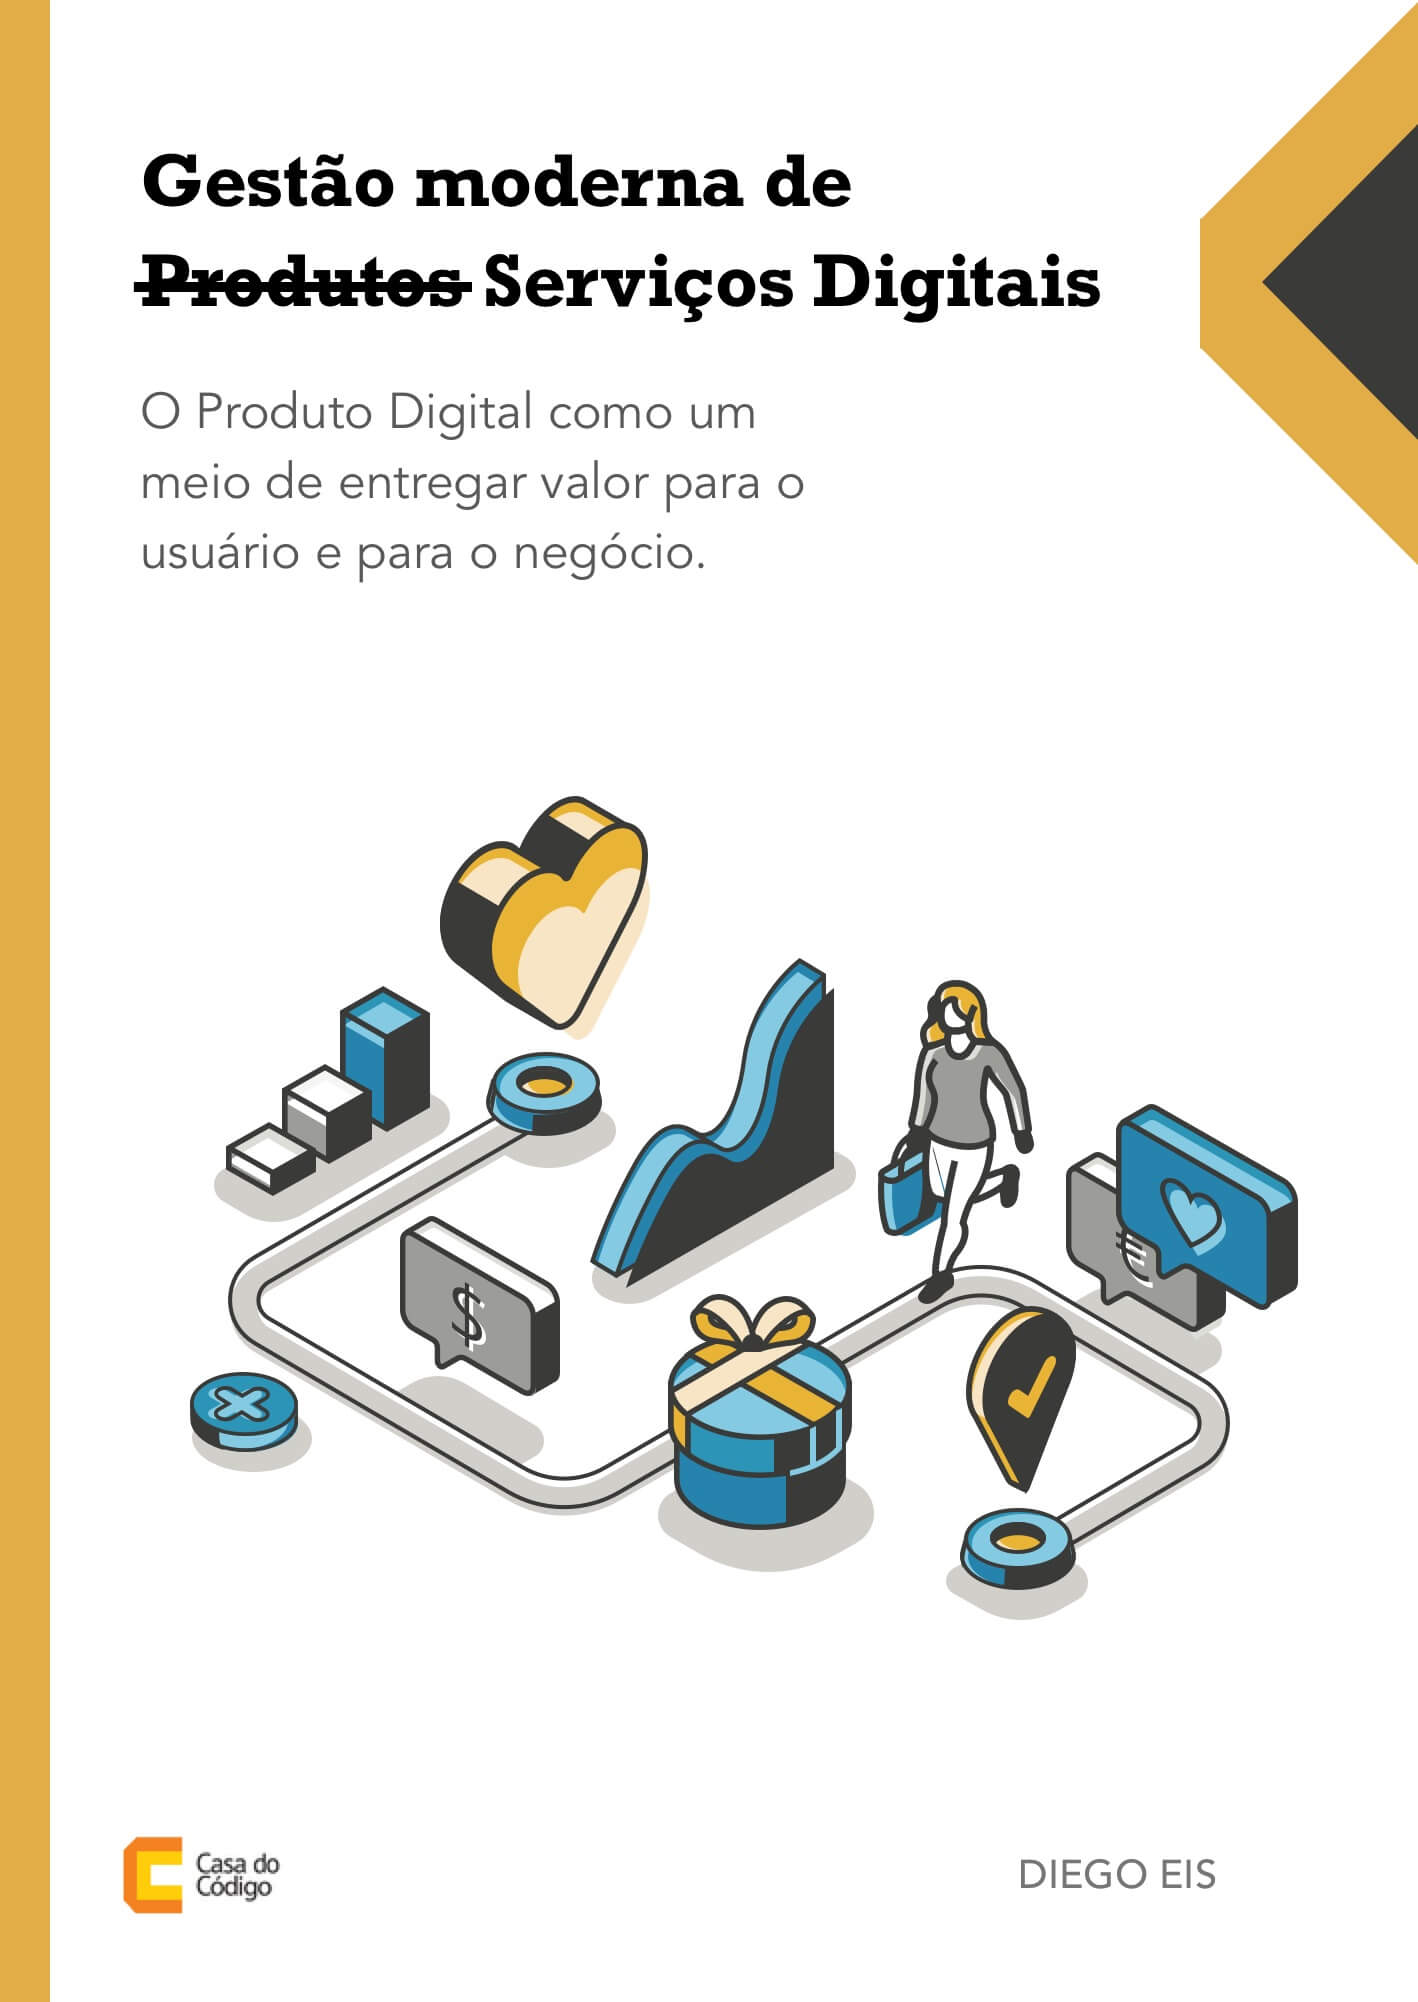 Gestão moderna de
Produtos Serviços Digitais
O Produto Digital como um
meio de entregar valor para o
usuário e para o negócio.
$
€
Casa do
Código
DIEGO EIS